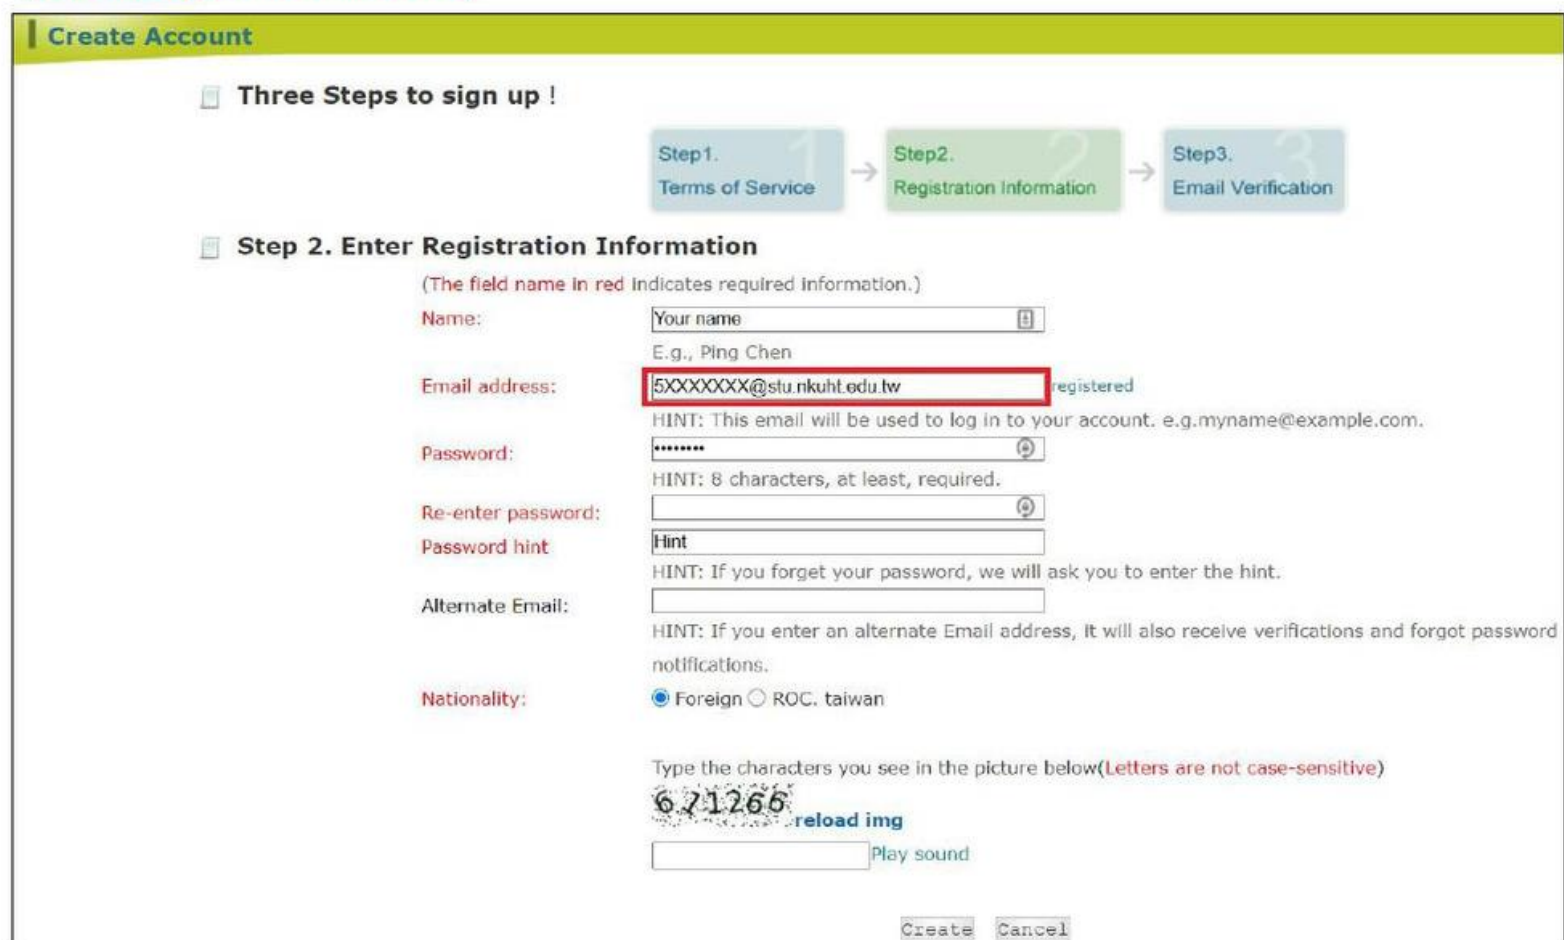 Create Account
Three Steps to sign up !
Step1. 1
Terms of Service
Step2. 2
Registration Information
Step3. 3
Email Verification
Step 2. Enter Registration Information
(The field name in red indicates required information.)
Name: Your name
E.g., Ping Chen
Email address: 5XXXXXXX@stu.nkuht.edu.tw registered
HINT: This email will be used to log in to your account. e.g.myname@example.com.
Password: ••••••••
HINT: 8 characters, at least, required.
Re-enter password:
Password hint Hint
HINT: If you forget your password, we will ask you to enter the hint.
Alternate Email:
HINT: If you enter an alternate Email address, it will also receive verifications and forgot password
notifications.
Nationality: Foreign ROC. taiwan
Type the characters you see in the picture below(Letters are not case-sensitive)
671266 reload img
Play sound
Create Cancel